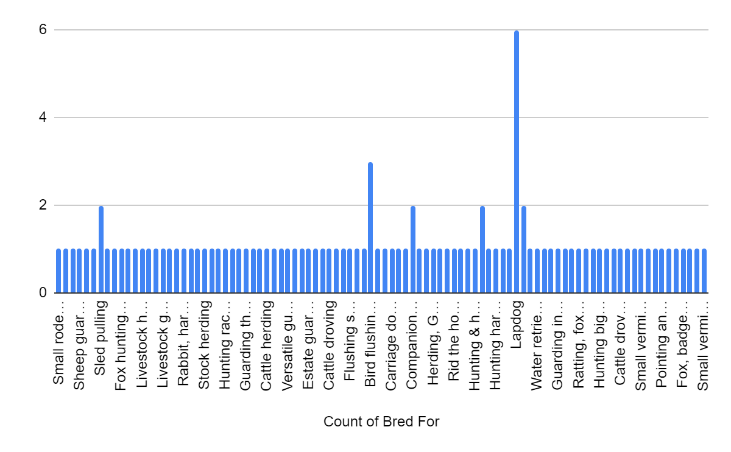 6
4
2
0
Small rode…
Sheep guar…
Sled pulling
Fox hunting…
Livestock h…
Livestock g…
Rabbit, har…
Stock herding
Hunting rac…
Guarding th…
Cattle herding
Versatile gu…
Estate guar…
Cattle droving
Flushing s…
Bird flushin…
Carriage do…
Companion…
Herding, G…
Rid the ho…
Hunting & h…
Hunting har…
Lapdog
Water retrie…
Guarding in…
Ratting, fox…
Hunting big…
Cattle drov…
Small vermi…
Pointing an…
Fox, badge…
Small vermi…
Count of Bred For